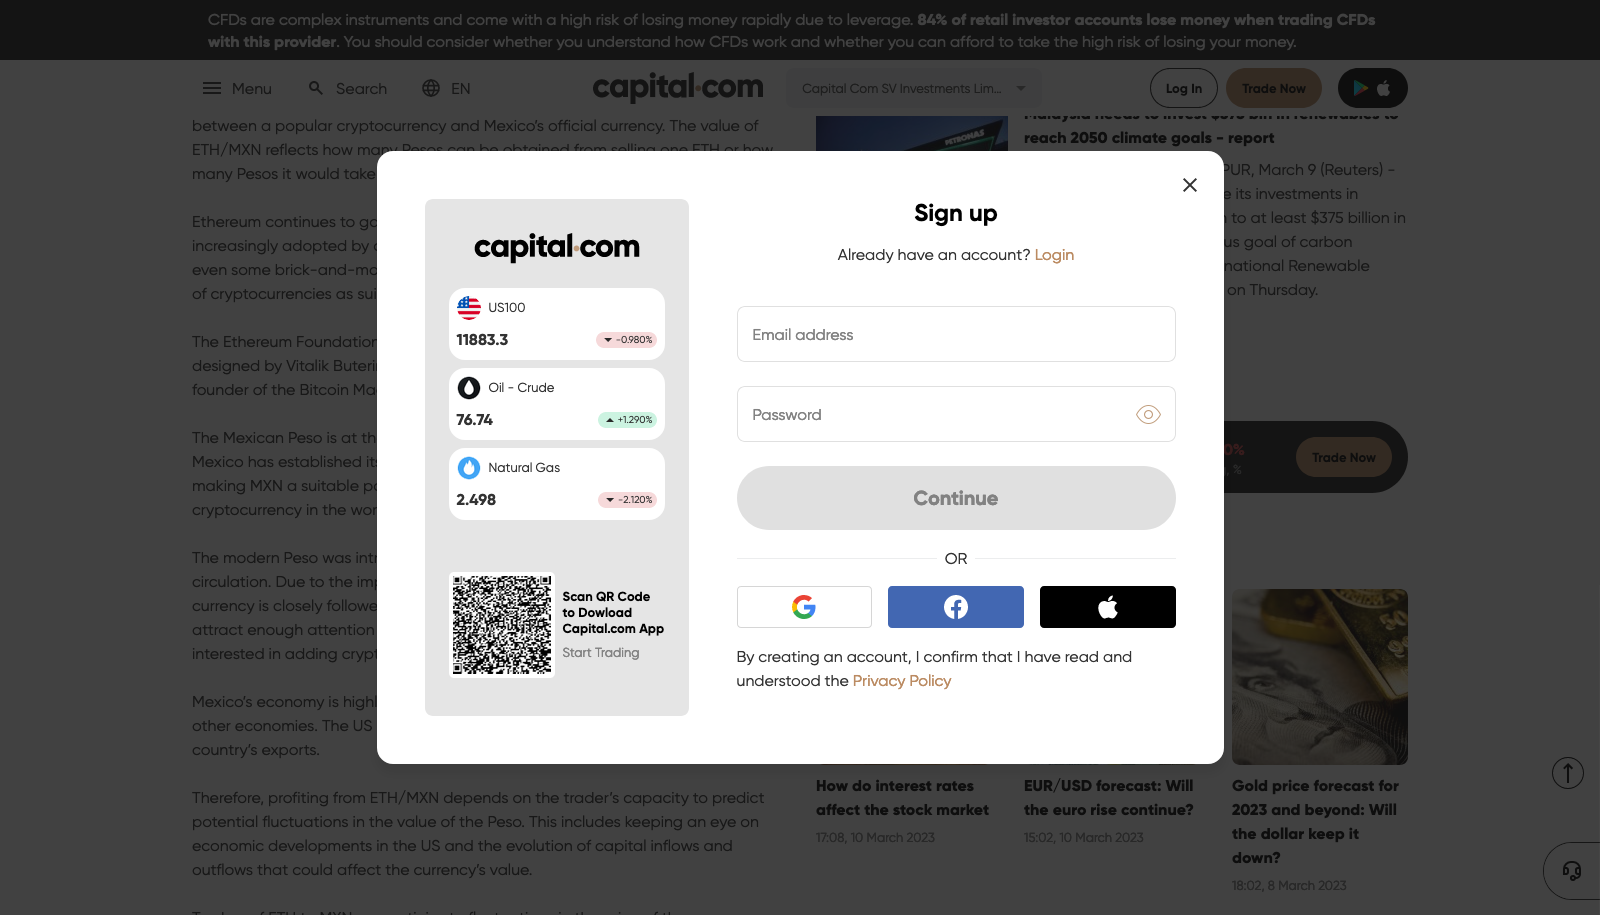 CFDs are complex instruments and come with a high risk of losing money rapidly due to leverage. 84% of retail investor accounts lose money when trading CFDs
with this provider. You should consider whether you understand how CFDs work and whether you can afford to take the high risk of losing your money.
Menu
Search
EN
capital.com
Capital Com SV Investments Lim...
Log In
Trade Now
between a popular cryptocurrency and Mexico's official currency. The value of
ETH/MXN reflects how many Pesos can be obtained from selling one ETH or how
many Pesos it would take
Ethereum continues to
increasingly adopted by
even some brick-and-
of cryptocurrencies as
The Ethereum Foundation
designed by Vitalik
founder of the Bitcoin
The Mexican Peso is at
Mexico has established
making MXN a suitable
cryptocurrency in the
The modern Peso was
circulation. Due to the
currency is closely
attract enough attention
interested in adding
Mexico's economy is
other economies. The US
country's exports.
Therefore, profiting from ETH/MXN depends on the trader's capacity to predict
potential fluctuations in the value of the Peso. This includes keeping an eye on
economic developments in the US and the evolution of capital inflows and
outflows that could affect the currency's value.
PETRONAS
Malaysia needs to invest $375 bln in renewables to
reach 2050 climate goals - report
PUR, March 9 (Reuters) -
its investments in
to at least $375 billion in
goal of carbon
Renewable
on Thursday.
capital.com
US100
11883.3
-0.980%
Oil - Crude
76.74
+1.290%
Natural Gas
2.498
-2.120%
Scan QR Code
to Dowload
Capital.com App
Start Trading
Sign up
Already have an account? Login
Email address
Password
Continue
OR
By creating an account, I confirm that I have read and
understood the Privacy Policy
0%
%
Trade Now
How do interest rates
affect the stock market
17:08, 10 March 2023
EUR/USD forecast: Will
the euro rise continue?
15:02, 10 March 2023
Gold price forecast for
2023 and beyond: Will
the dollar keep it
down?
18:02, 8 March 2023